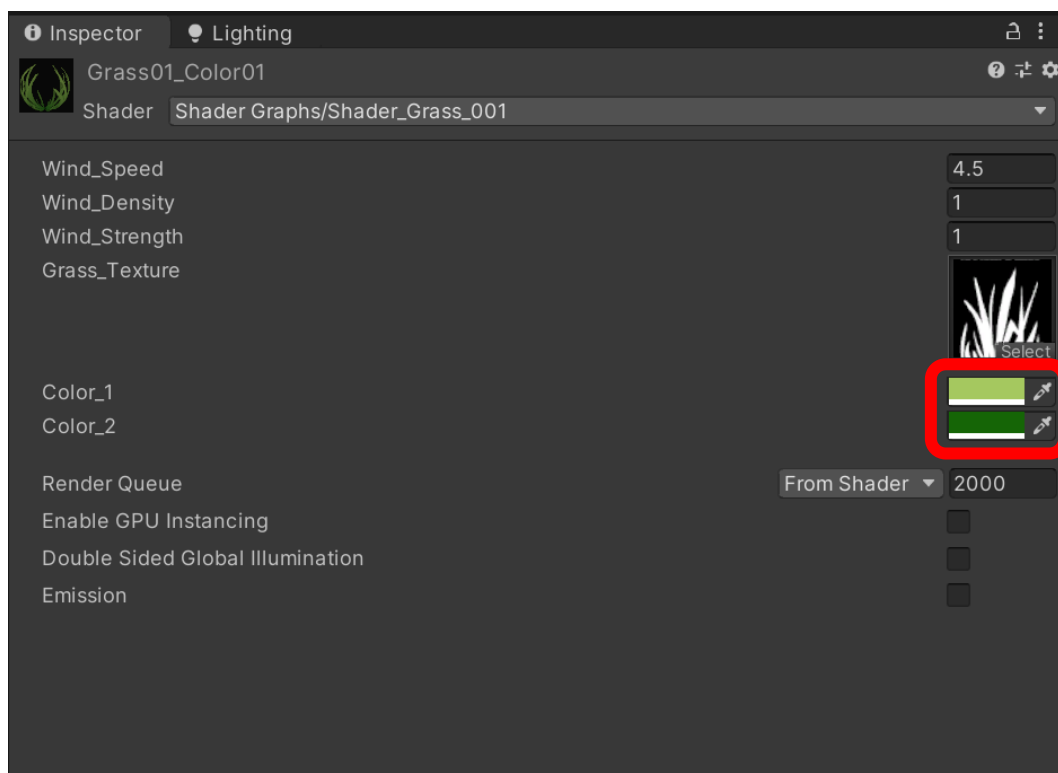 Inspector Lighting
Grass01_Color01
Shader Shader Graphs/Shader_Grass_001
Wind_Speed 4.5
Wind_Density 1
Wind_Strength 1
Grass_Texture
Select
Color_1
Color_2
Render Queue From Shader 2000
Enable GPU Instancing
Double Sided Global Illumination
Emission